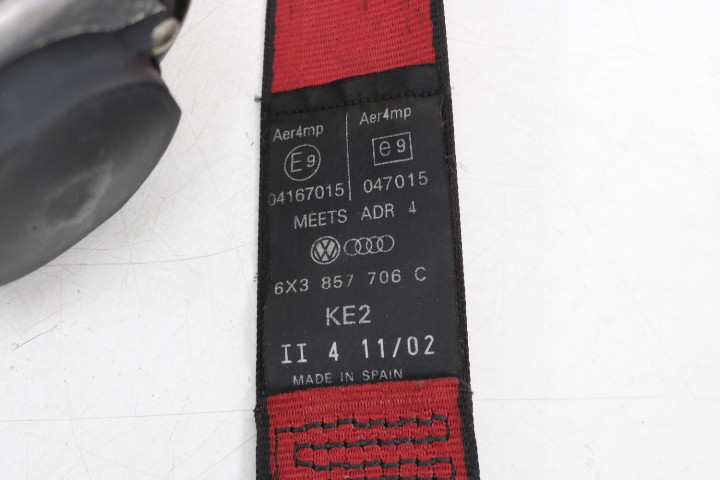 Aer4mp Aer4mp
E9 e9
04167015 047015
MEETS ADR 4
VW
6X3 857 706 C
KE2
II 4 11/02
MADE IN SPAIN